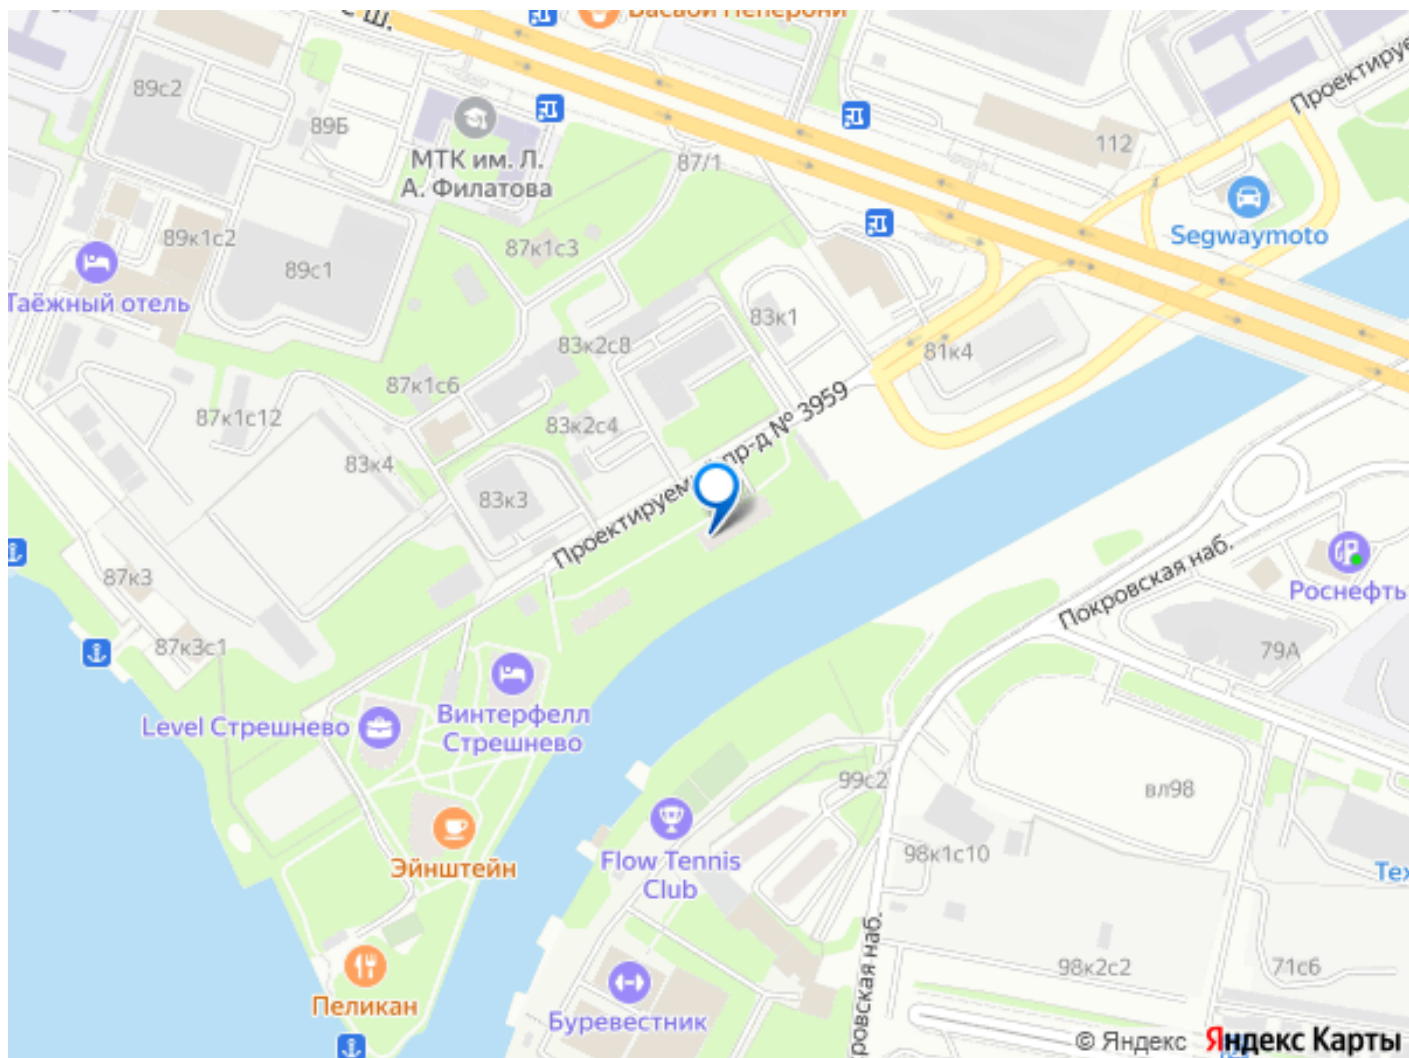 Васаби Пеперони
Ш.
89с2
89Б
МТК им. Л.
А. Филатова
87/1
112
Segwaymoto
89к1с2
89с1
87к1с3
Таёжный отель
83к1
83к2с8
81к4
87к1с6
87к1с12
83к2с4
83к4
83к3
Проектируемый пр-д № 3959
87к3
87к3с1
Покровская наб.
Роснефть
79А
Level Стрешнево
Винтерфелл
Стрешнево
99с2
вл98
Flow Tennis
Club
98к1с10
Эйнштейн
98к2с2
71с6
Пеликан
Буревестник
© Яндекс
Яндекс Карты